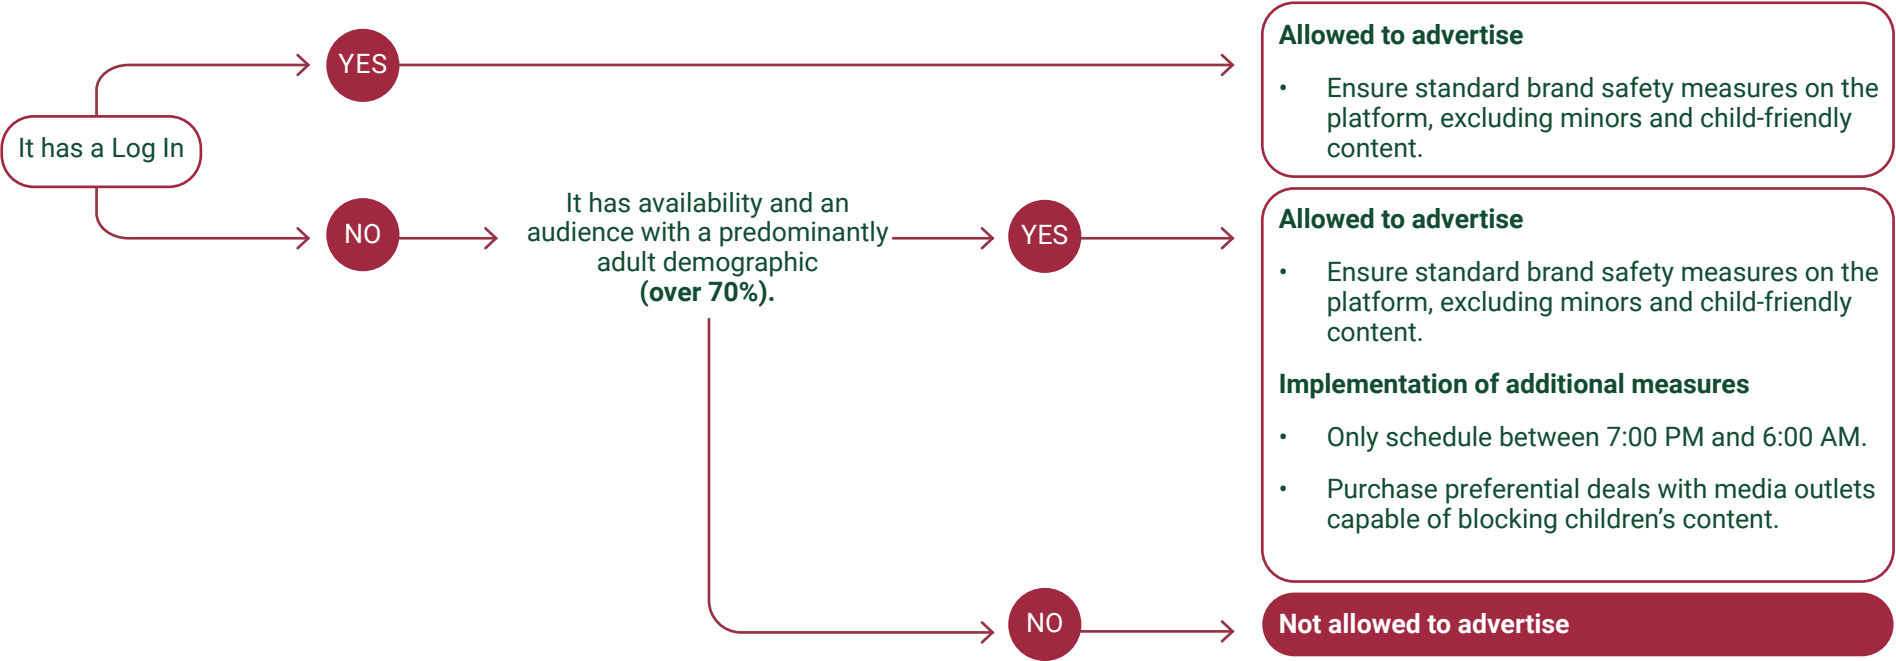 It has a Log In
YES
Allowed to advertise
• Ensure standard brand safety measures on the
platform, excluding minors and child-friendly
content.
NO
It has availability and an
audience with a predominantly
adult demographic
(over 70%).
YES
Allowed to advertise
• Ensure standard brand safety measures on the
platform, excluding minors and child-friendly
content.
Implementation of additional measures
• Only schedule between 7:00 PM and 6:00 AM.
• Purchase preferential deals with media outlets
capable of blocking children’s content.
NO
Not allowed to advertise